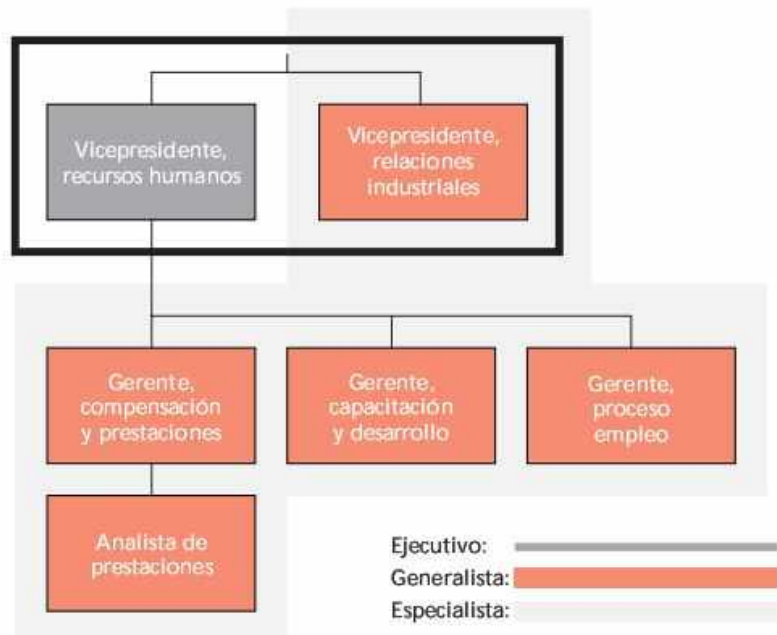 Vicepresidente,
recursos humanos
Vicepresidente,
relaciones
industriales
Gerente,
compensación
y prestaciones
Gerente,
capacitación
y desarrollo
Gerente,
proceso
empleo
Analista de
prestaciones
Ejecutivo:
Generalista:
Especialista: